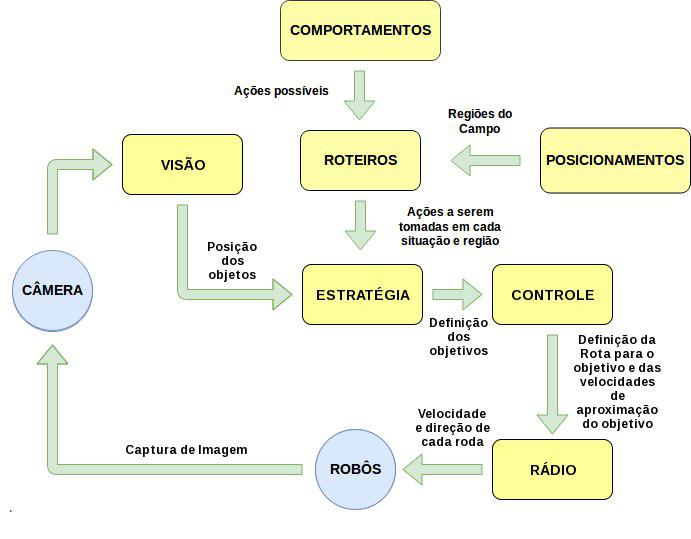 COMPORTAMENTOS
Ações possíveis
Regiões do
Campo
VISÃO
ROTEIROS
POSICIONAMENTOS
Ações a serem
tomadas em cada
situação e região
Posição
dos
objetos
CÂMERA
ESTRATÉGIA
CONTROLE
Definição
dos
objetivos
Definição da
Rota para o
objetivo e das
velocidades
de
aproximação
do objetivo
Velocidade
e direção de
cada roda
Captura de Imagem
ROBÔS
RÁDIO